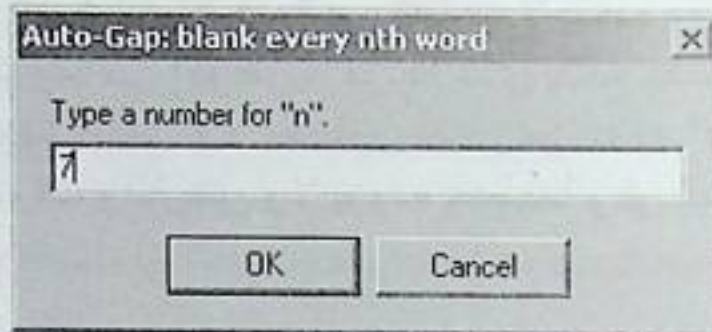 Auto-Gap: blank every nth word
Type a number for "n".
7
OK
Cancel